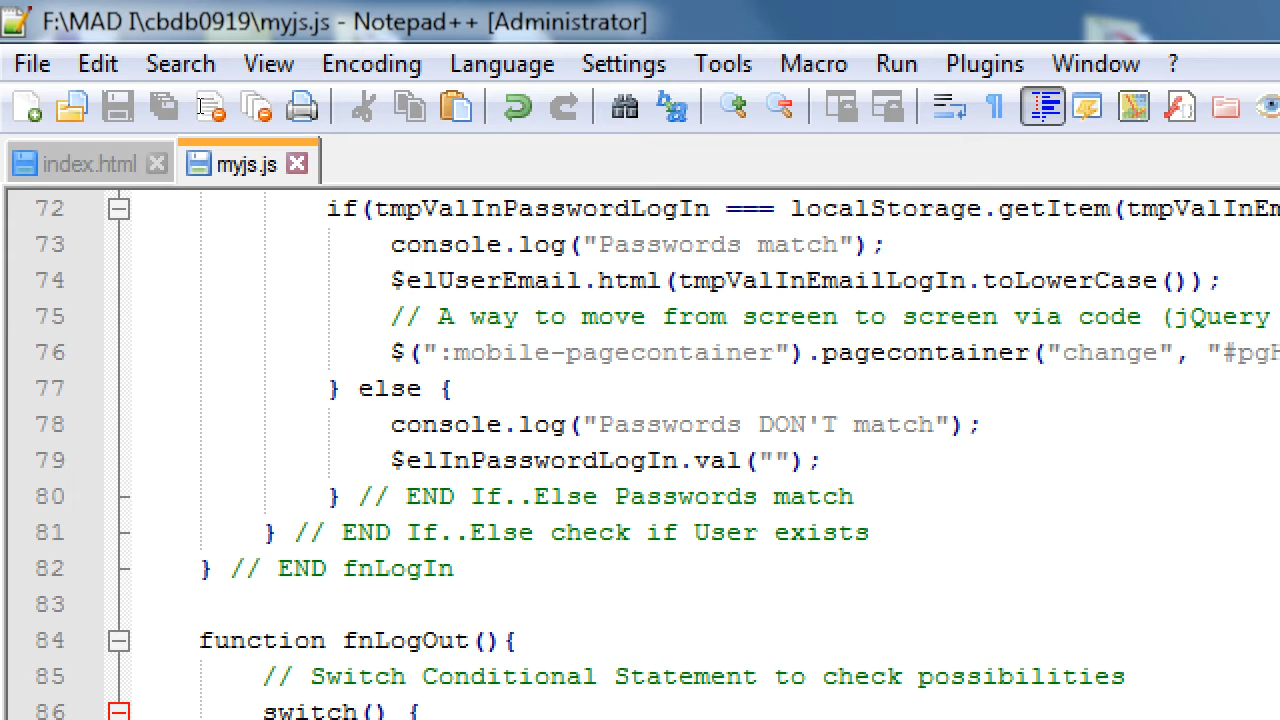 F:\MAD I\cbdb0919\myjs.js - Notepad++ [Administrator]
File Edit Search View Encoding Language Settings Tools Macro Run Plugins Window ?
index.html myjs.js
72 if(tmpValInPasswordLogIn === localStorage.getItem(tmpValInEm
73 console.log("Passwords match");
74 $elUserEmail.html(tmpValInEmailLogIn.toLowerCase());
75 // A way to move from screen to screen via code (jQuery
76 $(":mobile-pagecontainer").pagecontainer("change", "#pgH
77 } else {
78 console.log("Passwords DON'T match");
79 $elInPasswordLogIn.val("");
80 } // END If..Else Passwords match
81 } // END If..Else check if User exists
82 } // END fnLogIn
83
84 function fnLogOut(){
85 // Switch Conditional Statement to check possibilities
86 switch() {